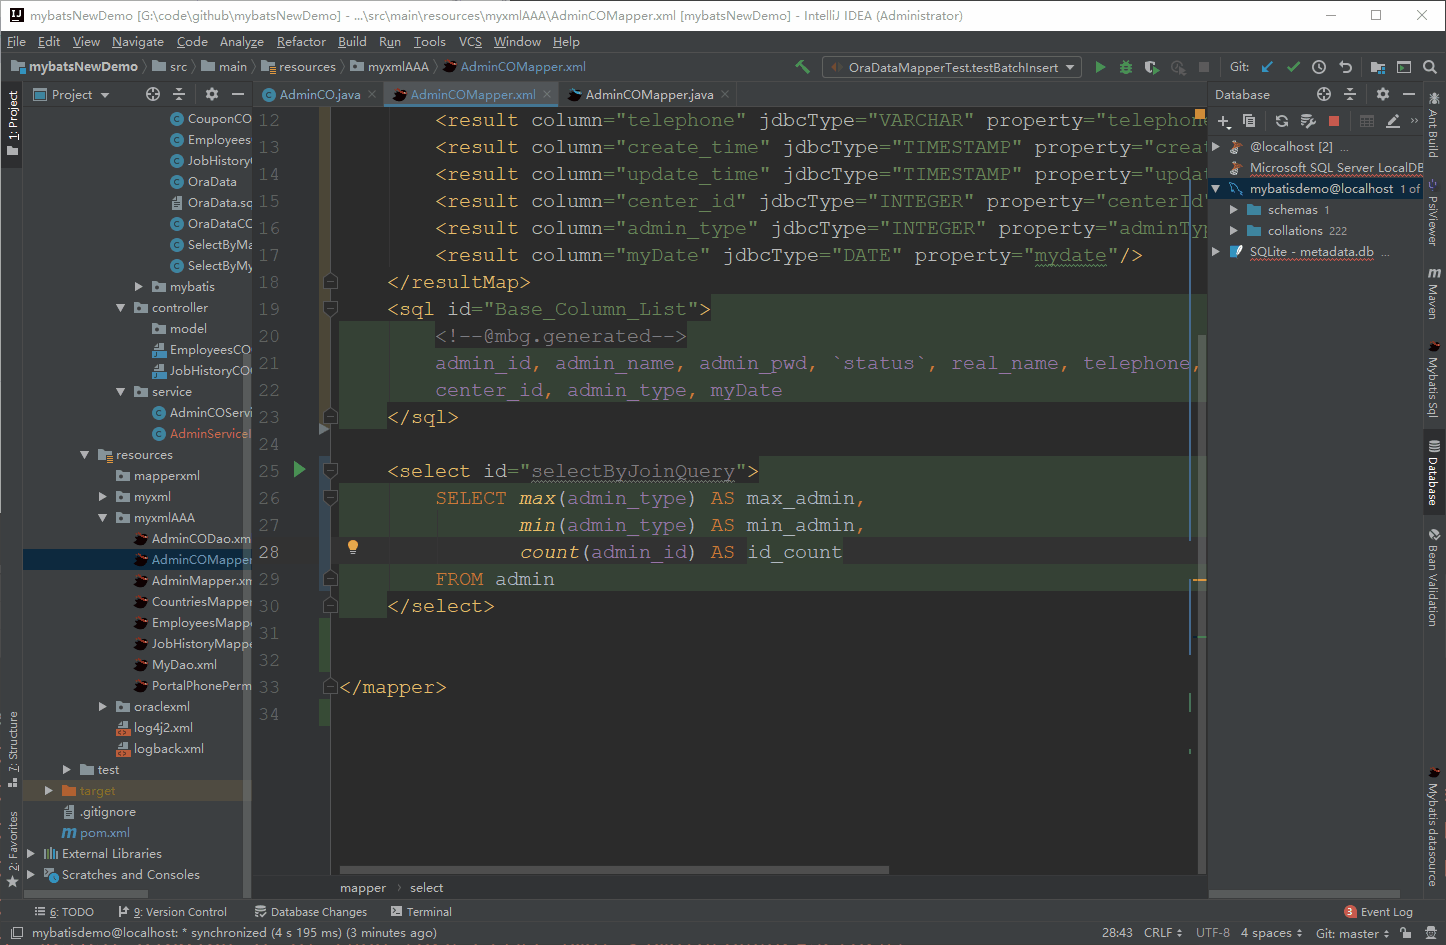 mybatsNewDemo [G:\code\github\mybatsNewDemo] - ...\src\main\resources\myxmlAAA\AdminCOMapper.xml [mybatsNewDemo] - IntelliJ IDEA (Administrator)
File Edit View Navigate Code Analyze Refactor Build Run Tools VCS Window Help
mybatsNewDemo src main resources myxmlAAA AdminCOMapper.xml
OraDataMapperTest.testBatchInsert Git:
1: Project
7: Structure
2: Favorites
Project
CouponCO
Employees
JobHistory
OraData
OraData.sq
OraDataCC
SelectByMa
SelectByMy
mybatis
controller
model
EmployeesCO
JobHistoryCO
service
AdminCOServi
AdminServiceI
resources
mapperxml
myxml
myxmlAAA
AdminCODao.xm
AdminCOMapper
AdminMapper.xm
CountriesMapper
EmployeesMapp
JobHistoryMappe
MyDao.xml
PortalPhonePerm
oraclexml
log4j2.xml
logback.xml
test
target
.gitignore
pom.xml
External Libraries
Scratches and Consoles
AdminCO.java AdminCOMapper.xml AdminCOMapper.java
12 <result column="telephone" jdbcType="VARCHAR" property="telephon
13 <result column="create_time" jdbcType="TIMESTAMP" property="crea
14 <result column="update_time" jdbcType="TIMESTAMP" property="upda
15 <result column="center_id" jdbcType="INTEGER" property="centerId"
16 <result column="admin_type" jdbcType="INTEGER" property="adminTy
17 <result column="myDate" jdbcType="DATE" property="mydate"/>
18 </resultMap>
19 <sql id="Base_Column_List">
20 <!--@mbg.generated-->
21 admin_id, admin_name, admin_pwd, `status`, real_name, telephone,
22 center_id, admin_type, myDate
23 </sql>
24
25 <select id="selectByJoinQuery">
26 SELECT max(admin_type) AS max_admin,
27 min(admin_type) AS min_admin,
28 count(admin_id) AS id_count
29 FROM admin
30 </select>
31
32
33 </mapper>
34
mapper › select
Database
@localhost [2] ...
Microsoft SQL Server LocalDB
mybatisdemo@localhost 1 of
schemas 1
collations 222
SQLite - metadata.db ...
Ant Build
PsiViewer
Maven
Mybatis Sql
Database
Bean Validation
Mybatis datasource
6: TODO 9: Version Control Database Changes Terminal 3 Event Log
mybatisdemo@localhost: * synchronized (4 s 195 ms) (3 minutes ago) 28:43 CRLF UTF-8 4 spaces Git: master